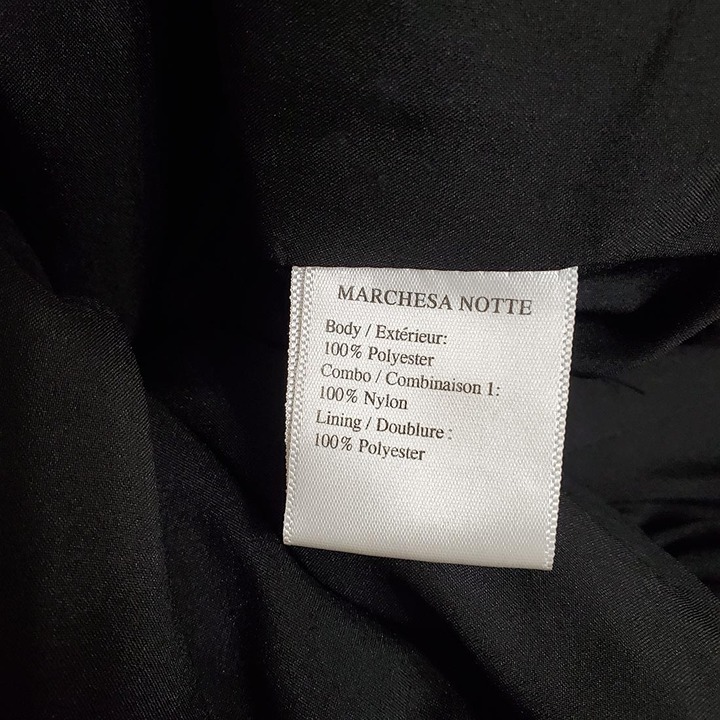 MARCHESA NOTTE
Body / Extérieur:
100% Polyester
Combo / Combinaison 1:
100% Nylon
Lining / Doublure :
100% Polyester